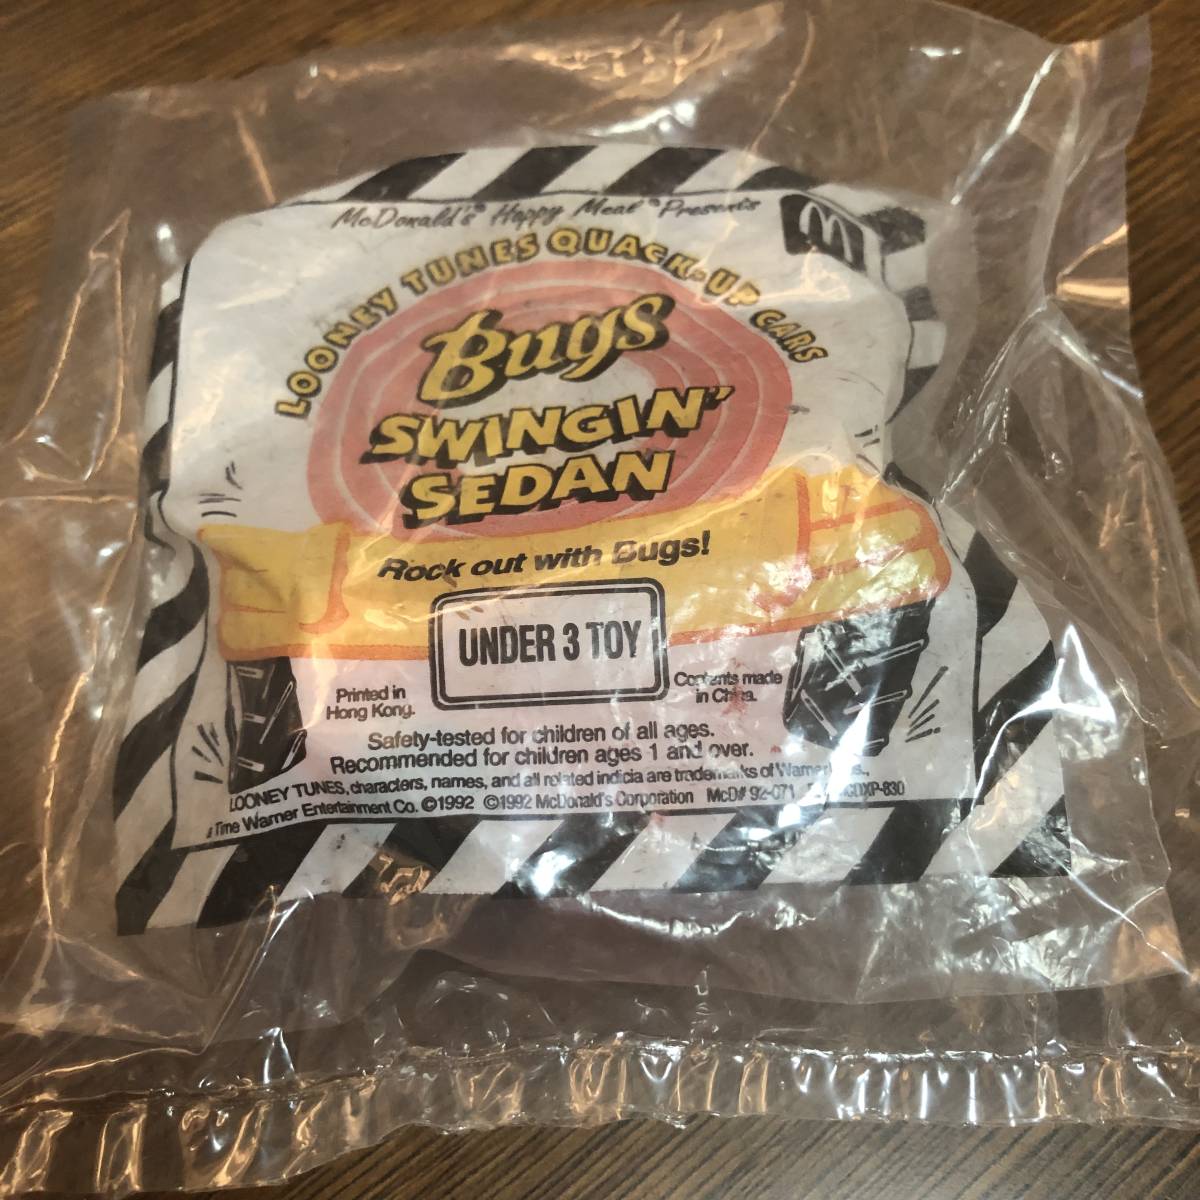 McDonald's® Happy Meal® Presents
LOONEY TUNES QUACK-UP CARS
Bugs
SWINGIN'
SEDAN
Rock out with Bugs!
UNDER 3 TOY
Printed in
Hong Kong.
Contents made
in China.
Safety-tested for children of all ages.
Recommended for children ages 1 and over.
LOONEY TUNES, characters, names, and all related indicia are trademarks of
Time Warner Entertainment Co. ©1992 ©1992 McDonald's Corporation McD# 92-071